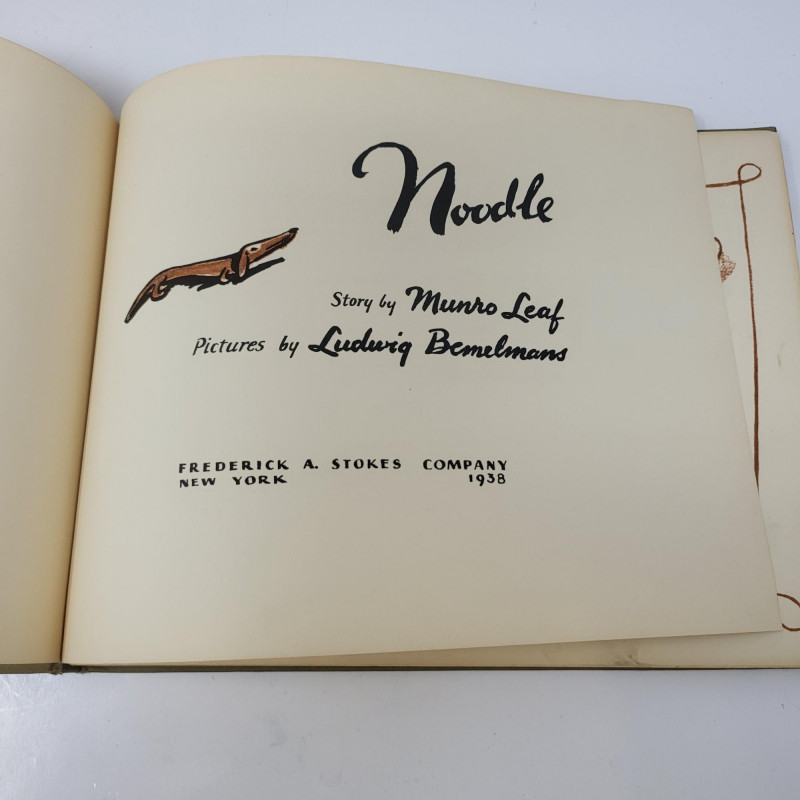 Noodle
Story by Munro Leaf
Pictures by Ludwig Bemelmans
FREDERICK A. STOKES COMPANY
NEW YORK 1938